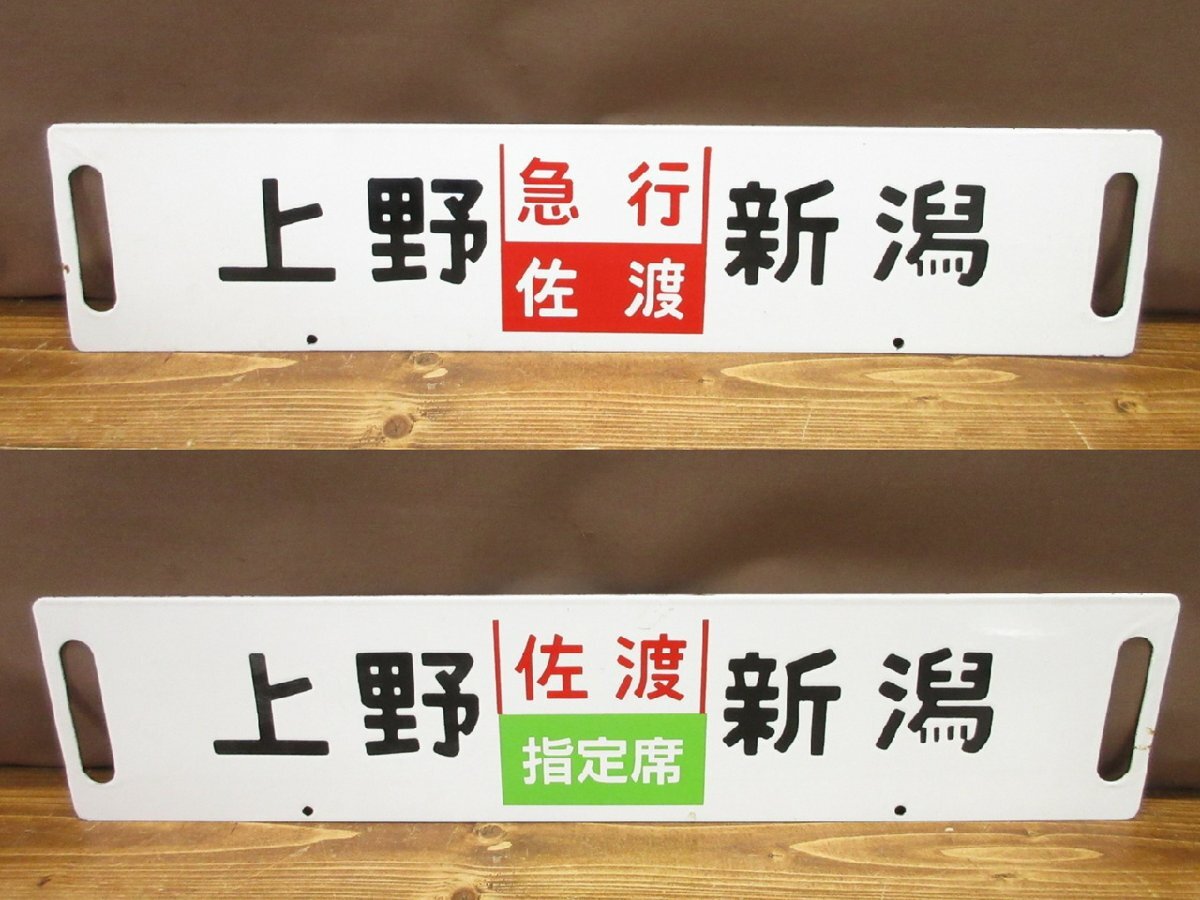 上野 急行 新潟
佐渡
上野 佐渡 新潟
指定席